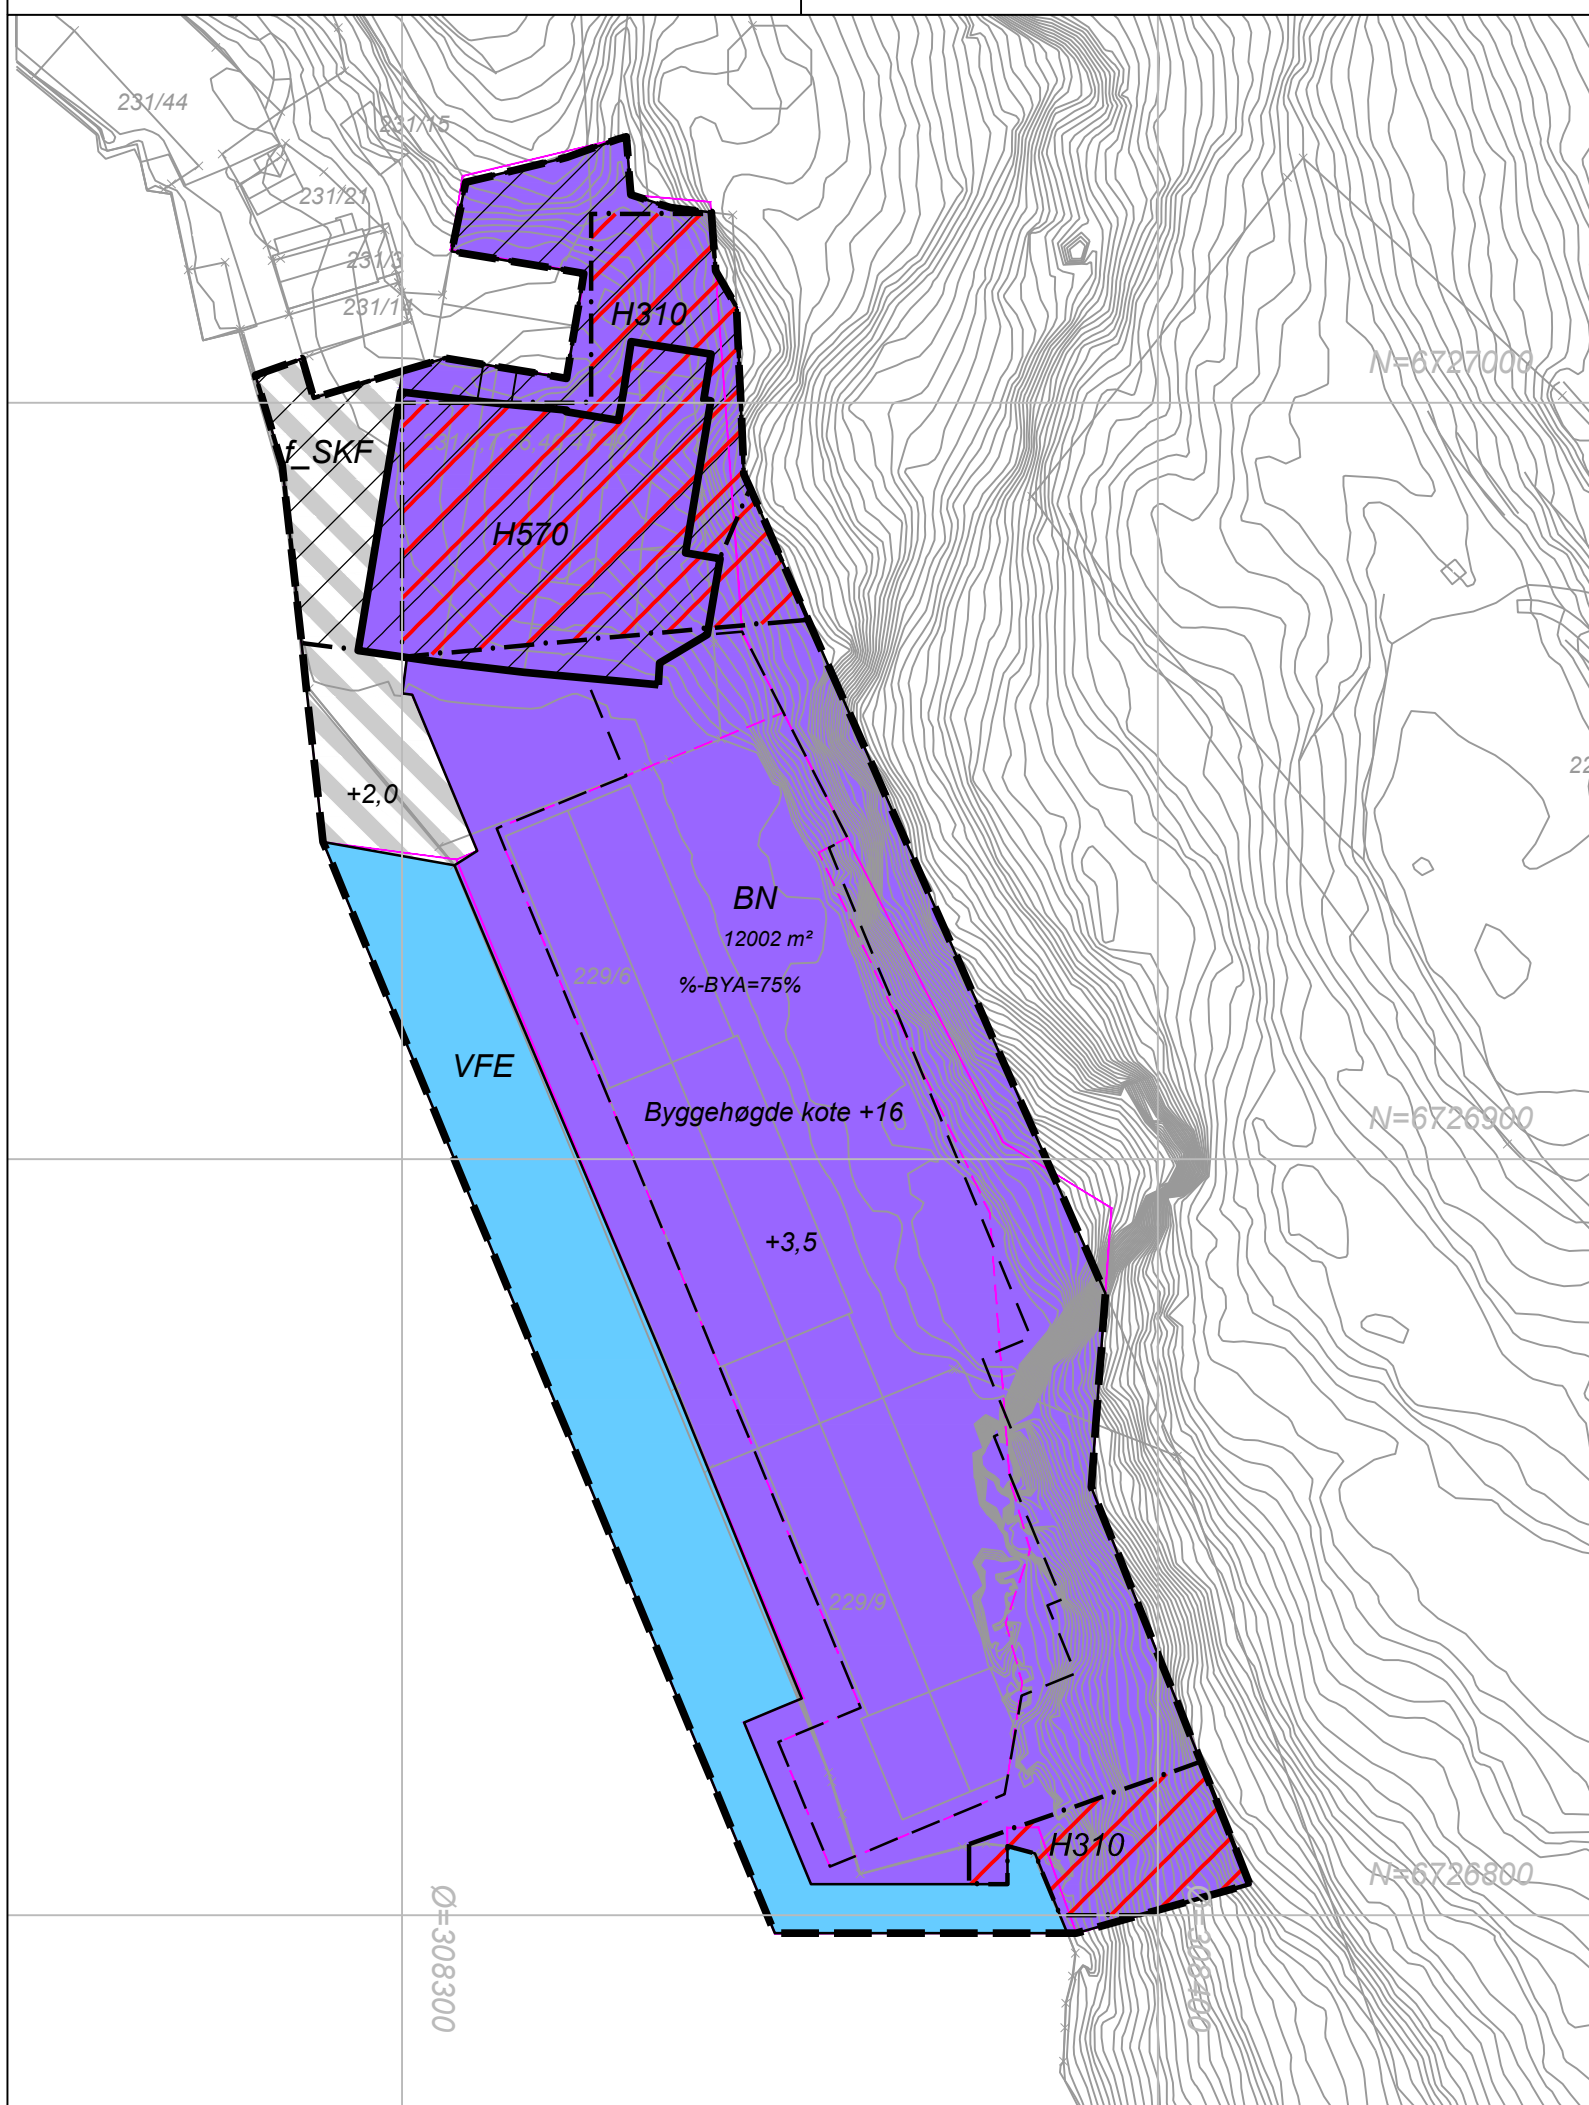 231/44
231/15
231/21
231/3
231/14
H310
N=6727000
f_SKF
H570
+2,0
BN
12002 m²
229/6
%-BYA=75%
VFE
Byggehøgde kote +16
N=6726900
+3,5
229/9
H310
N=6726800
Ø=308300
Ø=308400